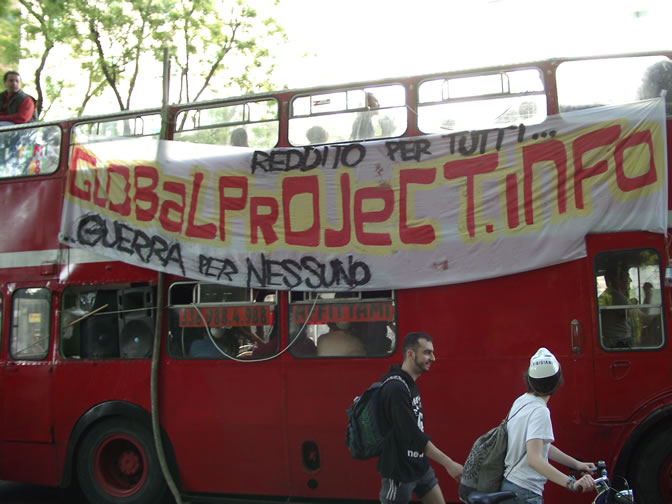 REDDITO PER TUTTI...
GLOBALPROJECT.INFO
...GUERRA PER NESSUNO